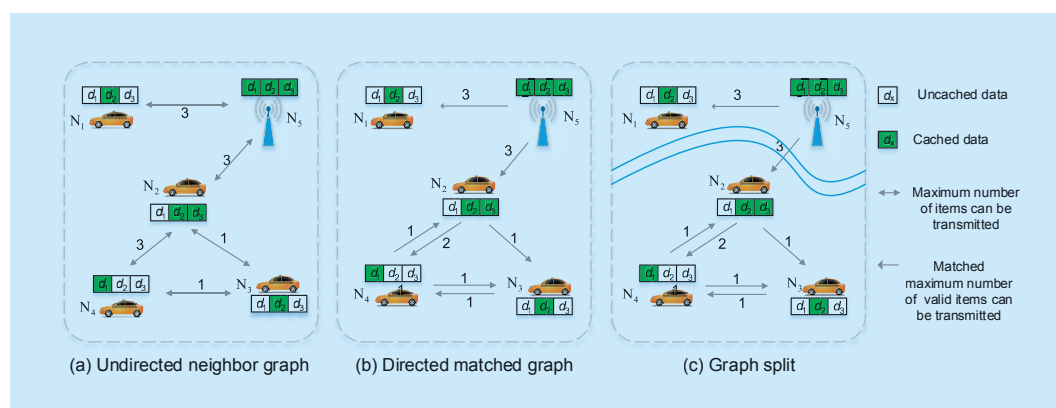 d1 d2 d3
d1 d2 d3
3
N1
N5
3
N2
d1 d2 d3
3
1
d1 d2 d3
1
N3
N4
d1 d2 d3
(a) Undirected neighbor graph
d1 d2 d3
d1 d2 d3
3
N1
N5
3
N2
d1 d2 d3
1
2
1
d1 d2 d3
1
N3
N4
1
1
d1 d2 d3
(b) Directed matched graph
d1 d2 d3
d1 d2 d3
3
N1
N5
3
N2
d1 d2 d3
1
2
1
d1 d2 d3
1
N3
N4
1
1
d1 d2 d3
(c) Graph split
dx Uncached data
dx Cached data
Maximum number
of items can be
transmitted
Matched
maximum number
of valid items can
be transmitted